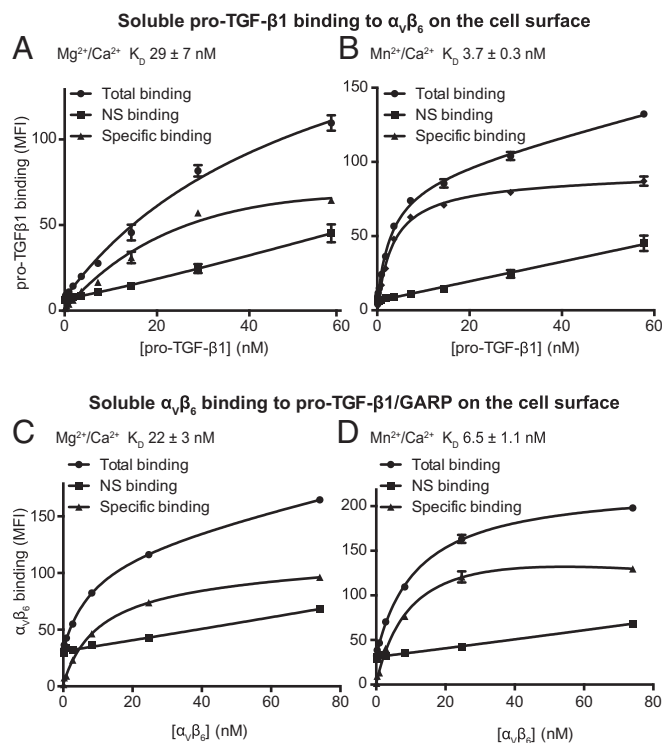 Soluble pro-TGF-β1 binding to αᵥβ₆ on the cell surface
A
Mg²⁺/Ca²⁺ K_D 29 ± 7 nM
Total binding
NS binding
Specific binding
pro-TGFβ1 binding (MFI)
100
50
0
0 20 40 60
[pro-TGF-β1] (nM)
B
Mn²⁺/Ca²⁺ K_D 3.7 ± 0.3 nM
Total binding
NS binding
Specific binding
150
100
50
0
0 20 40 60
[pro-TGF-β1] (nM)
Soluble αᵥβ₆ binding to pro-TGF-β1/GARP on the cell surface
C
Mg²⁺/Ca²⁺ K_D 22 ± 3 nM
Total binding
NS binding
Specific binding
αᵥβ₆ binding (MFI)
150
100
50
0
0 20 40 60 80
[αᵥβ₆] (nM)
D
Mn²⁺/Ca²⁺ K_D 6.5 ± 1.1 nM
Total binding
NS binding
Specific binding
200
150
100
50
0
0 20 40 60 80
[αᵥβ₆] (nM)